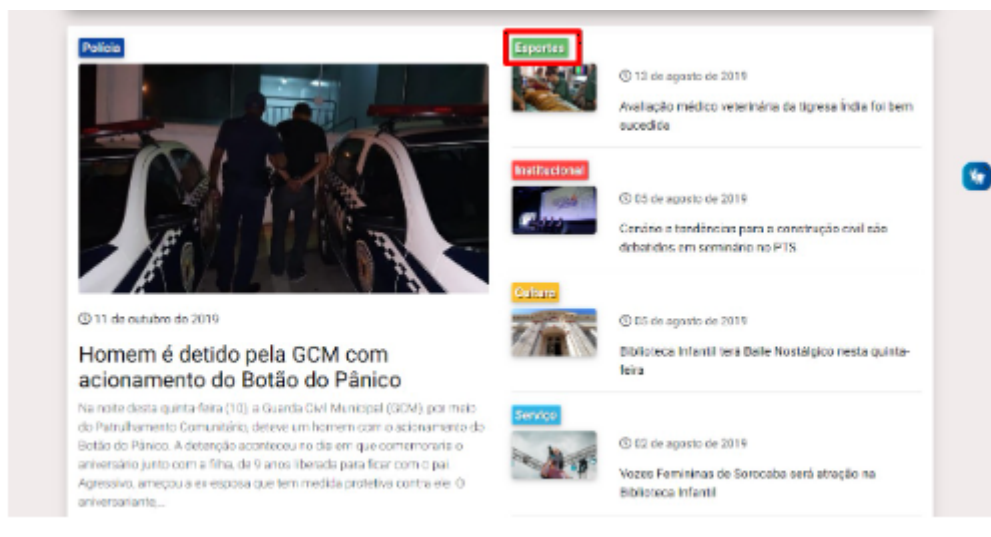 Polícia
11 de outubro de 2019
Homem é detido pela GCM com
acionamento do Botão do Pânico
Na noite desta quinta-feira (10), a Guarda Civil Municipal (GCM), por meio
do Patrulhamento Comunitário, deteve um homem com o acionamento do
Botão do Pânico. A detenção aconteceu no dia em que comemoraria o
aniversário junto com a filha, de 9 anos liberada para ficar com o pai.
Agressivo, ameaçou a ex-esposa que tem medida protetiva contra ele. O
aniversariante,...
Esportes
13 de agosto de 2019
Avaliação médico veterinária da tigresa Índia foi bem
sucedida
Institucional
05 de agosto de 2019
Cenário e tendências para a construção civil são
debatidos em seminário no PTS
Cultura
05 de agosto de 2019
Biblioteca Infantil terá Baile Nostálgico nesta quinta-
feira
Serviço
02 de agosto de 2019
Vozes Femininas de Sorocaba será atração na
Biblioteca Infantil